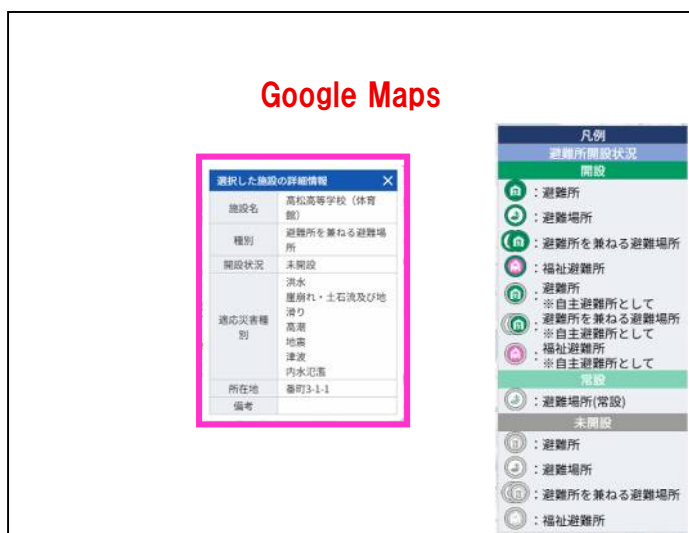 Google Maps
選択した施設の詳細情報 ×
施設名 高松高等学校（体育
館）
種別 避難所を兼ねる避難場
所
開設状況 未開設
適応災害種
別
洪水
崖崩れ・土石流及び地
滑り
高潮
地震
津波
内水氾濫
所在地 番町3-1-1
備考
凡例
避難所開設状況
開設
：避難所
：避難場所
：避難所を兼ねる避難場所
：福祉避難所
：避難所
※自主避難所として
：避難所を兼ねる避難場所
※自主避難所として
：福祉避難所
※自主避難所として
常設
：避難場所(常設)
未開設
：避難所
：避難場所
：避難所を兼ねる避難場所
：福祉避難所